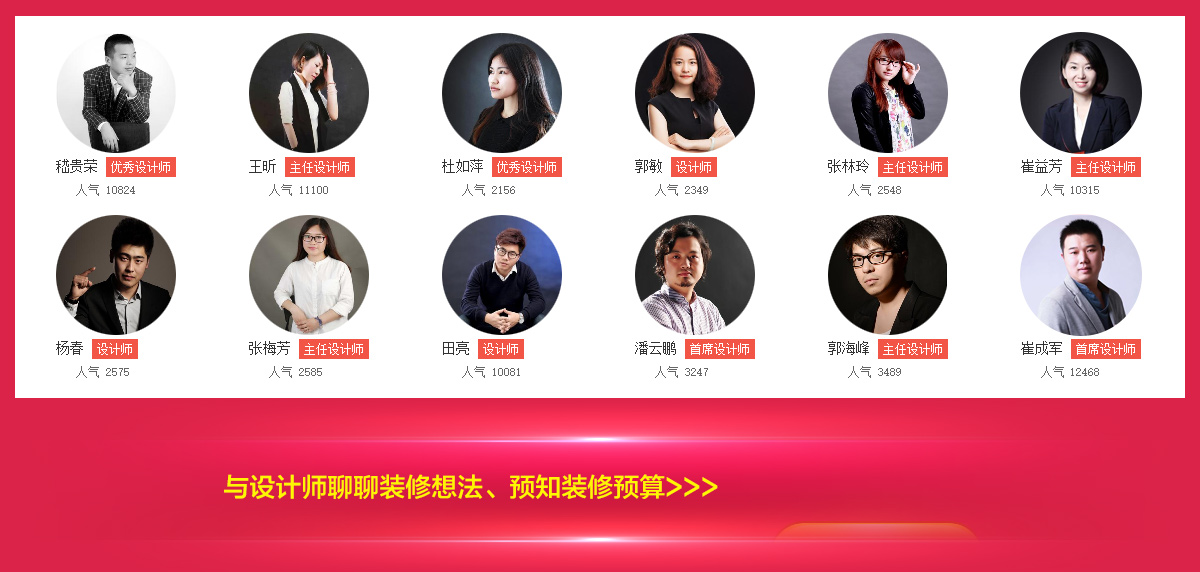 嵇贵荣 优秀设计师
人气 10824
王昕 主任设计师
人气 11100
杜如萍 优秀设计师
人气 2156
郭敏 设计师
人气 2349
张林玲 主任设计师
人气 2548
崔益芳 主任设计师
人气 10315
杨春 设计师
人气 2575
张梅芳 主任设计师
人气 2585
田亮 设计师
人气 10081
潘云鹏 首席设计师
人气 3247
郭海峰 主任设计师
人气 3489
崔成军 首席设计师
人气 12468
与设计师聊聊装修想法、预知装修预算>>>